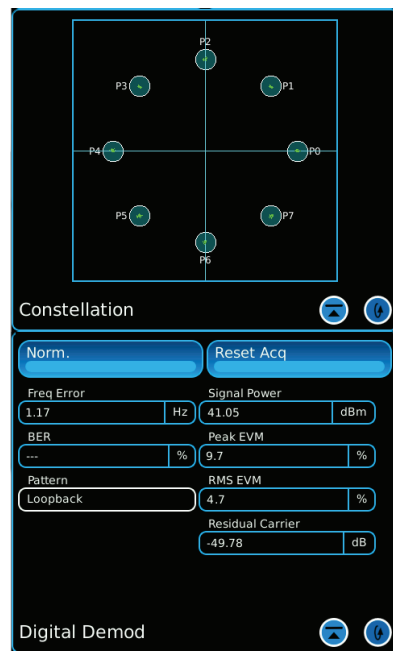 P2
P3
P1
P4
P0
P5
P7
P6
Constellation
Norm.
Reset Acq
Freq Error
Signal Power
1.17 Hz
41.05 dBm
BER
Peak EVM
--- %
9.7 %
Pattern
RMS EVM
Loopback
4.7 %
Residual Carrier
-49.78 dB
Digital Demod